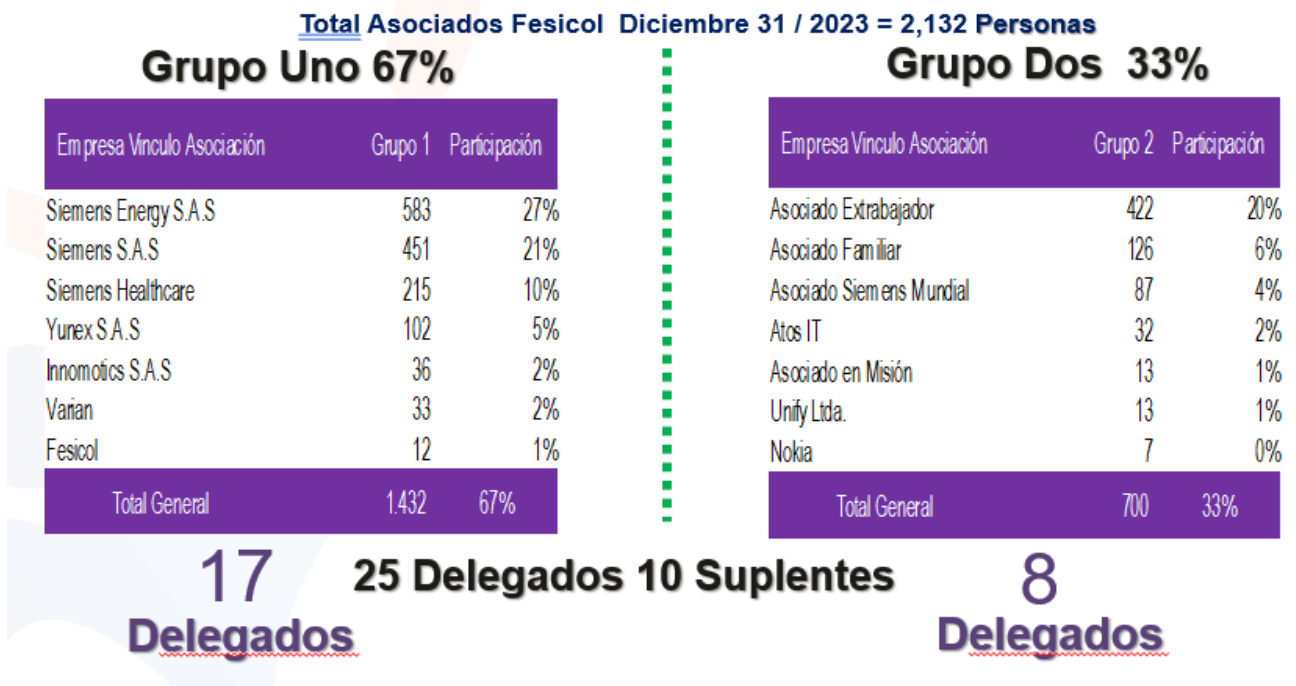 Total Asociados Fesicol Diciembre 31 / 2023 = 2,132 Personas
Grupo Uno 67%
Empresa Vinculo Asociación Grupo 1 Participación
Siemens Energy S.A.S 583 27%
Siemens S.A.S 451 21%
Siemens Healthcare 215 10%
Yunex S.A.S 102 5%
Innomotics S.A.S 36 2%
Varian 33 2%
Fesicol 12 1%
Total General 1.432 67%
17
Delegados
Grupo Dos 33%
Empresa Vinculo Asociación Grupo 2 Participación
Asociado Extrabajador 422 20%
Asociado Familiar 126 6%
Asociado Siemens Mundial 87 4%
Atos IT 32 2%
Asociado en Misión 13 1%
Unify Ltda. 13 1%
Nokia 7 0%
Total General 700 33%
8
Delegados
25 Delegados 10 Suplentes